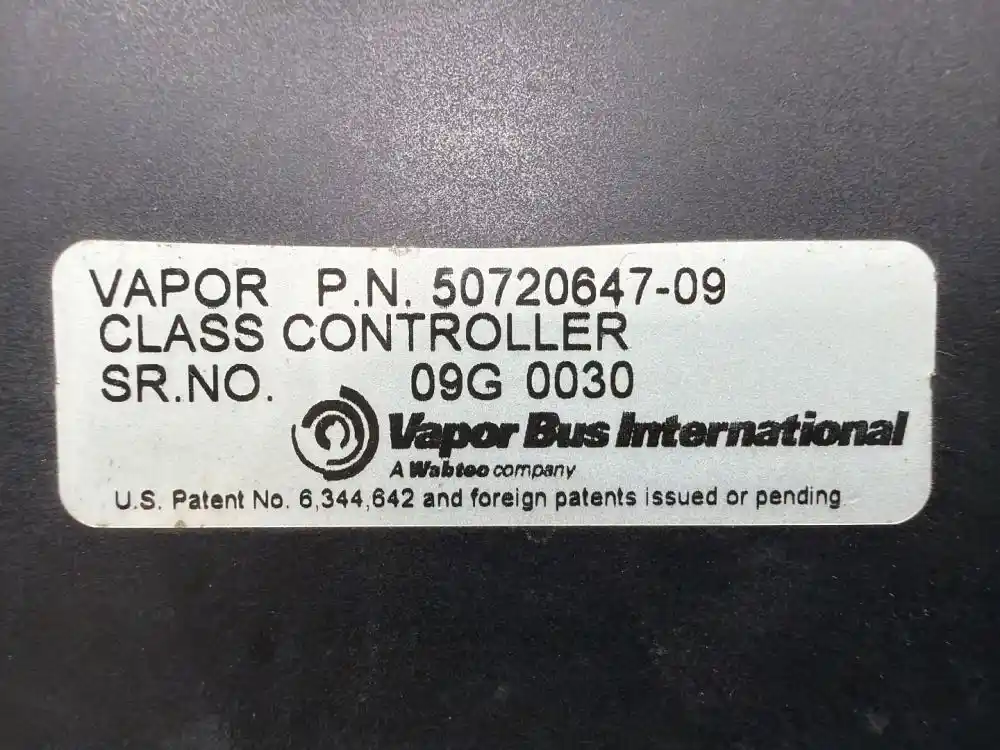 VAPOR P.N. 50720647-09
CLASS CONTROLLER
SR.NO. 09G 0030
Vapor Bus International
A Wabtec company
U.S. Patent No. 6,344,642 and foreign patents issued or pending